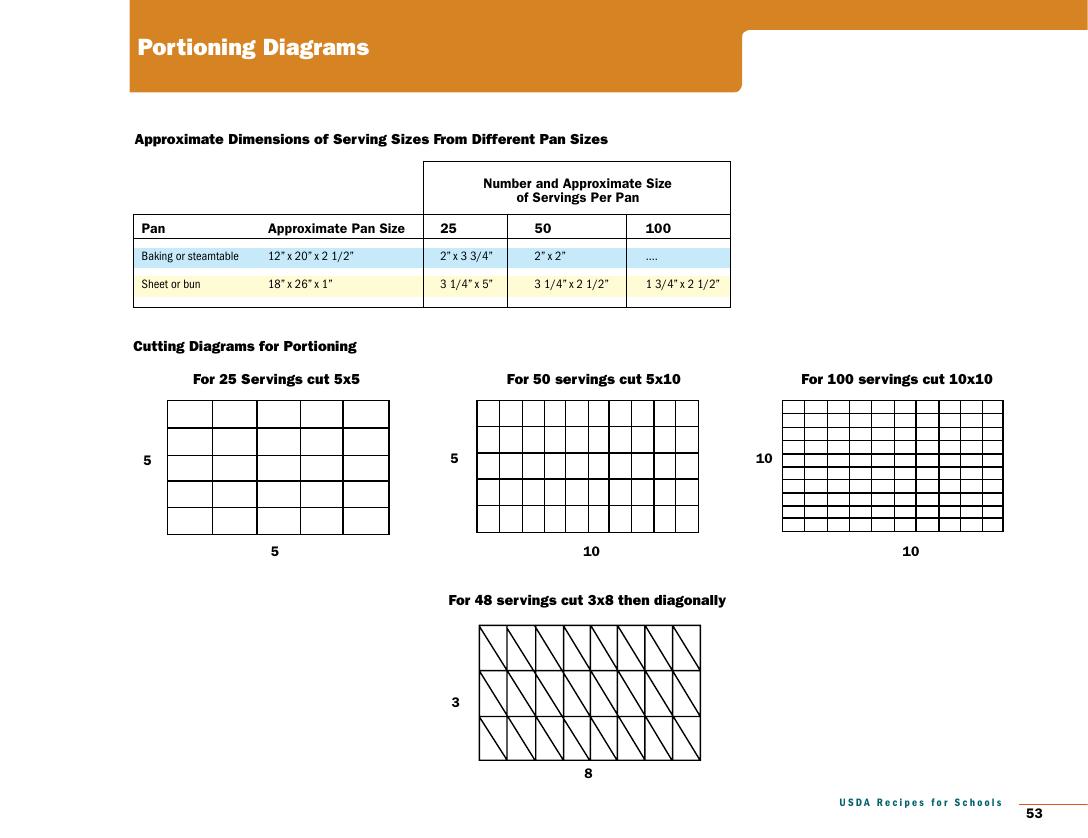 Portioning Diagrams
Approximate Dimensions of Serving Sizes From Different Pan Sizes
Number and Approximate Size
of Servings Per Pan
Pan Approximate Pan Size 25 50 100
Baking or steamtable 12” x 20” x 2 1/2” 2” x 3 3/4” 2” x 2” ....
Sheet or bun 18” x 26” x 1” 3 1/4” x 5” 3 1/4” x 2 1/2” 1 3/4” x 2 1/2”
Cutting Diagrams for Portioning
For 25 Servings cut 5x5 For 50 servings cut 5x10 For 100 servings cut 10x10
5 5 10
5 10 10
For 48 servings cut 3x8 then diagonally
3
8
USDA Recipes for Schools
53